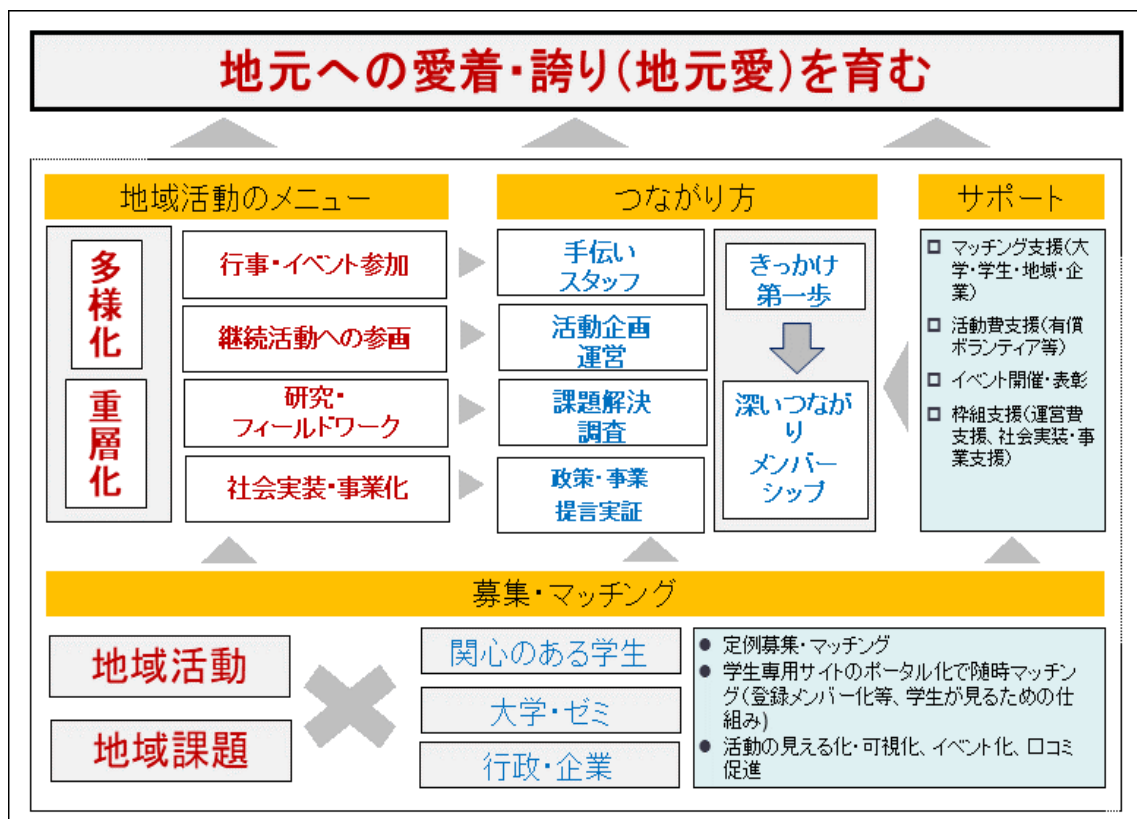 地元への愛着・誇り(地元愛)を育む
地域活動のメニュー
多
様
化
重
層
化
行事・イベント参加
継続活動への参画
研究・
フィールドワーク
社会実装・事業化
つながり方
手伝い
スタッフ
活動企画
運営
課題解決
調査
政策・事業
提言実証
きっかけ
第一歩
深いつなが
り
メンバー
シップ
サポート
マッチング支援(大
学・学生・地域・企
業)
活動費支援(有償
ボランティア等)
イベント開催・表彰
枠組支援(運営費
支援、社会実装・事
業支援)
募集・マッチング
地域活動
地域課題
関心のある学生
大学・ゼミ
行政・企業
● 定例募集・マッチング
● 学生専用サイトのポータル化で随時マッチン
グ(登録メンバー化等、学生が見るための仕
組み)
● 活動の見える化・可視化、イベント化、口コミ
促進